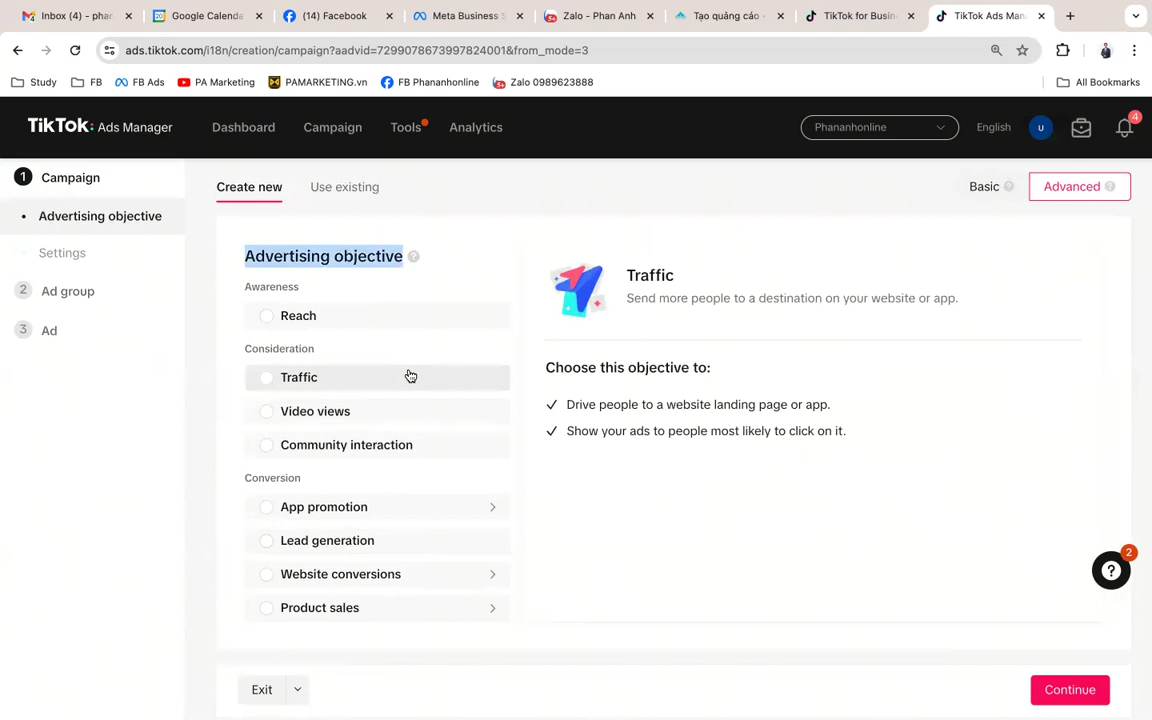 Inbox (4) - phan
Google Calenda
(14) Facebook
Meta Business S
Zalo - Phan Anh
Tạo quảng cáo -
TikTok for Busin
TikTok Ads Man
ads.tiktok.com/i18n/creation/campaign?aadvid=7299078673997824001&from_mode=3
Study
FB
FB Ads
PA Marketing
PAMARKETING.vn
FB Phananhonline
Zalo 0989623888
All Bookmarks
TikTok: Ads Manager
Dashboard
Campaign
Tools
Analytics
Phananhonline
English
U
4
1 Campaign
• Advertising objective
Settings
2 Ad group
3 Ad
Create new
Use existing
Basic ?
Advanced ?
Advertising objective ?
Awareness
Reach
Consideration
Traffic
Video views
Community interaction
Conversion
App promotion
Lead generation
Website conversions
Product sales
Traffic
Send more people to a destination on your website or app.
Choose this objective to:
Drive people to a website landing page or app.
Show your ads to people most likely to click on it.
2
?
Exit
Continue